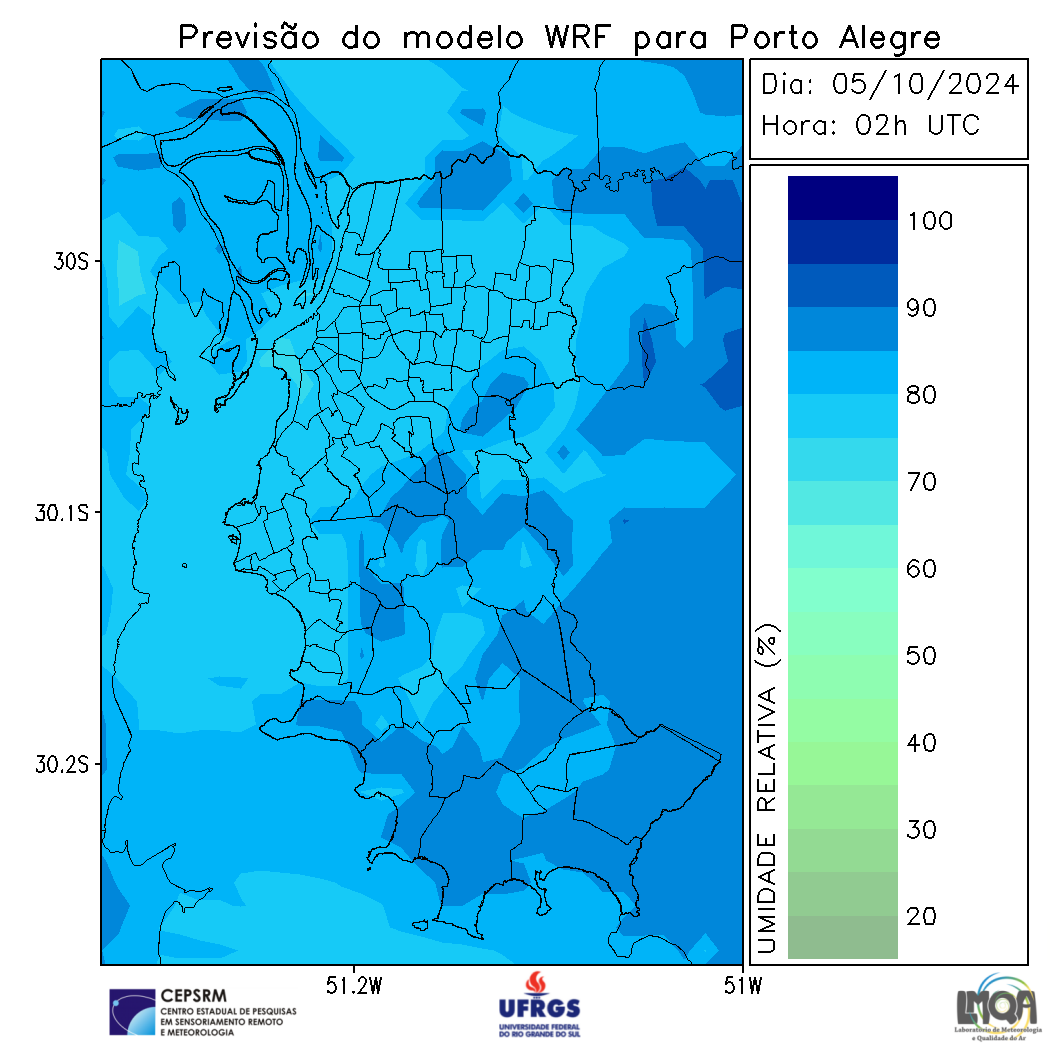 Previsão do modelo WRF para Porto Alegre
Dia: 05/10/2024
Hora: 02h UTC
100
90
80
70
60
50
40
30
20
UMIDADE RELATIVA (%)
30S
30.1S
30.2S
51.2W
51W
CEPSRM
CENTRO ESTADUAL DE PESQUISAS
EM SENSORIAMENTO REMOTO
E METEOROLOGIA
UFRGS
UNIVERSIDADE FEDERAL
DO RIO GRANDE DO SUL
LMQA
Laboratório de Meteorologia
e Qualidade do Ar